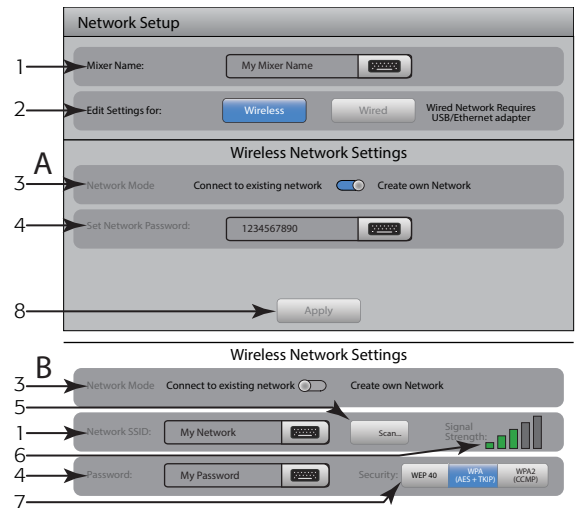 Network Setup
1 Mixer Name: My Mixer Name
2 Edit Settings for: Wireless Wired Wired Network Requires
USB/Ethernet adapter
A Wireless Network Settings
3 Network Mode Connect to existing network Create own Network
4 Set Network Password: 1234567890
8 Apply
B Wireless Network Settings
3 Network Mode Connect to existing network Create own Network
5
1 Network SSID: My Network Scan... Signal
Strength:
6
4 Password: My Password Security: WEP 40 WPA
(AES + TKIP) WPA2
(CCMP)
7